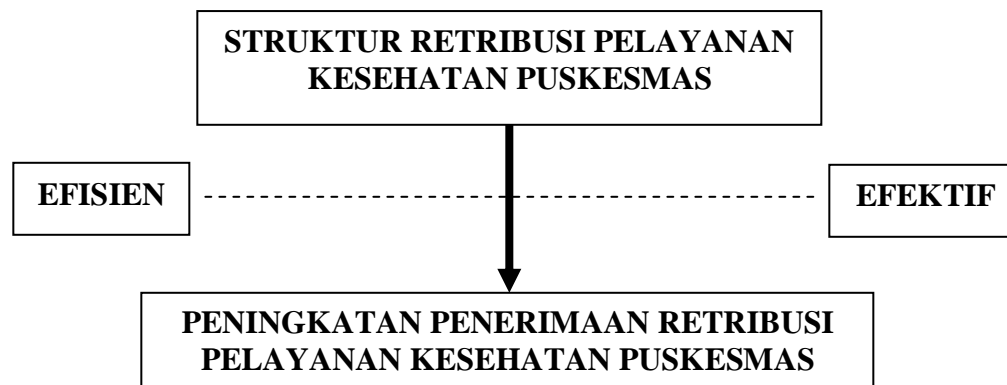 STRUKTUR RETRIBUSI PELAYANAN
KESEHATAN PUSKESMAS
EFISIEN
EFEKTIF
PENINGKATAN PENERIMAAN RETRIBUSI
PELAYANAN KESEHATAN PUSKESMAS